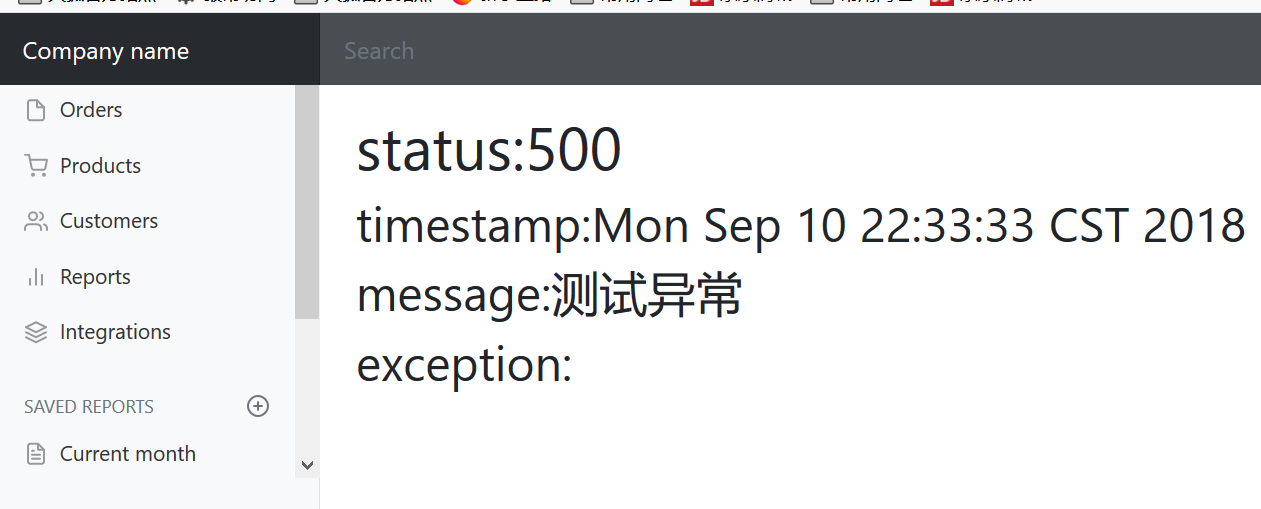 Company name
Search
Orders
Products
Customers
Reports
Integrations
SAVED REPORTS
Current month
status:500
timestamp:Mon Sep 10 22:33:33 CST 2018
message:测试异常
exception: